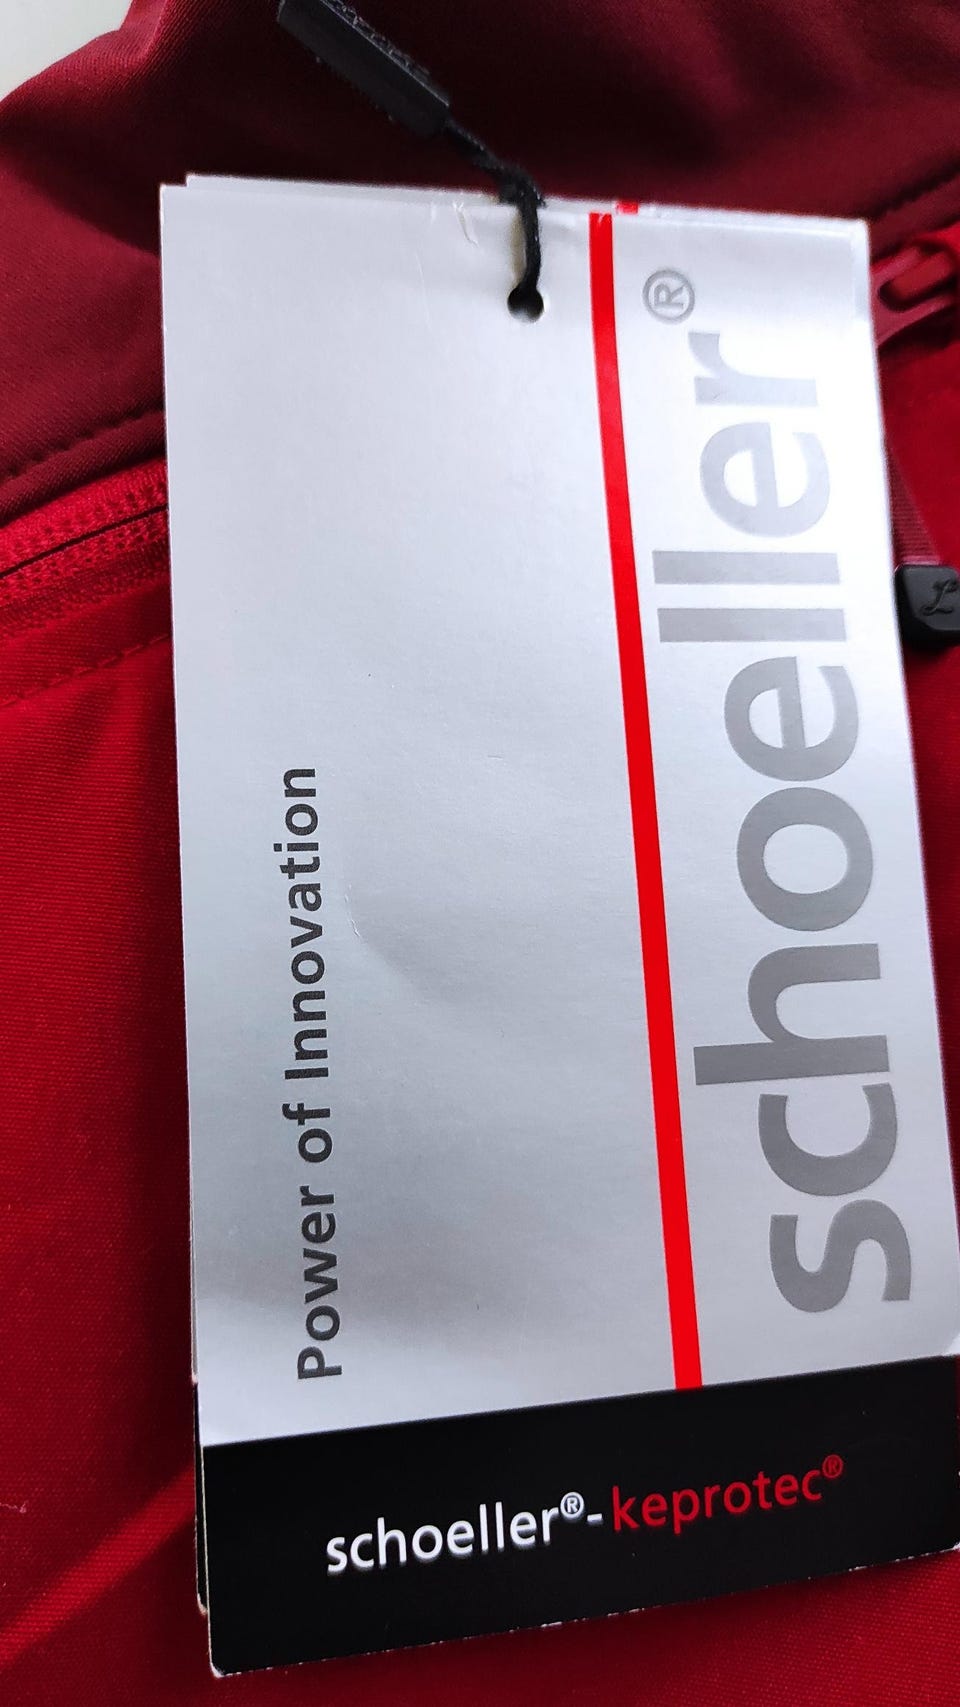 schoeller®
Power of Innovation
schoeller®-keprotec®